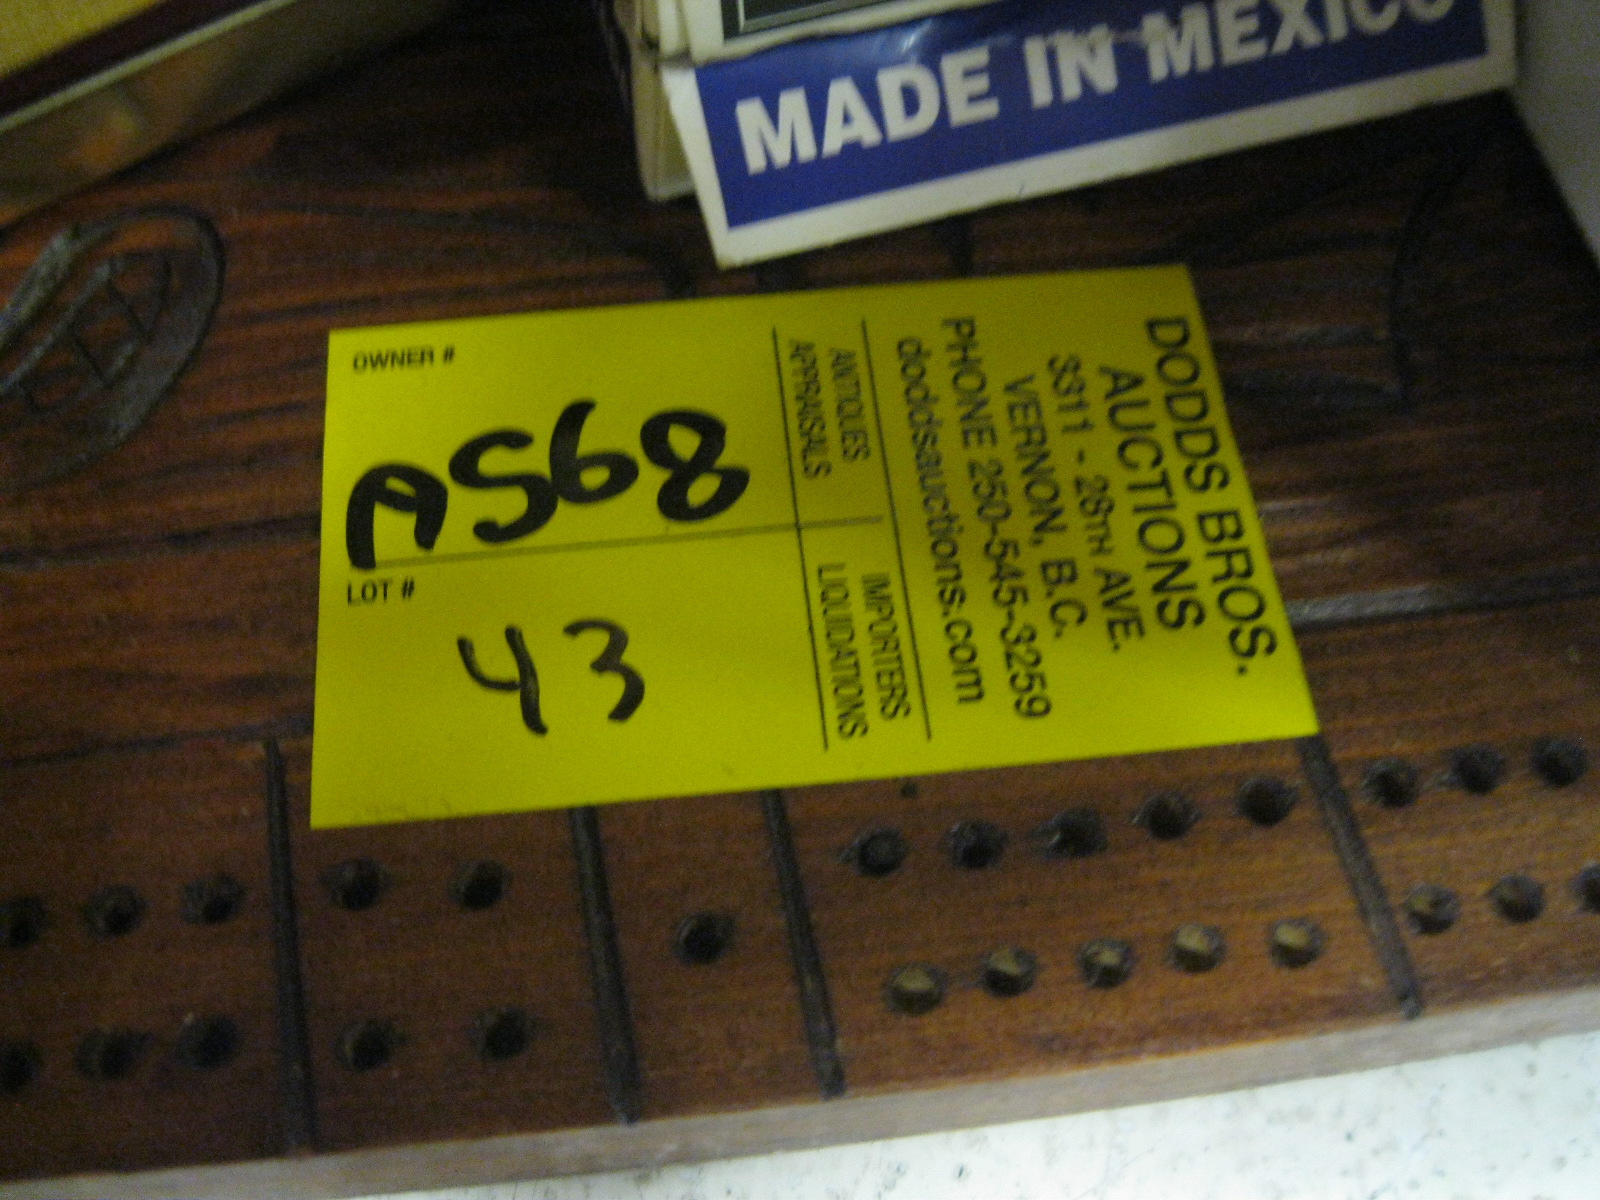 MADE IN MEXICO
OWNER #
A568
LOT #
43
ANTIQUES
APPRAISALS
IMPORTERS
LIQUIDATIONS
DODDS BROS.
AUCTIONS
3311 - 28TH AVE.
VERNON, B.C.
PHONE 250-545-3259
doddsauctions.com